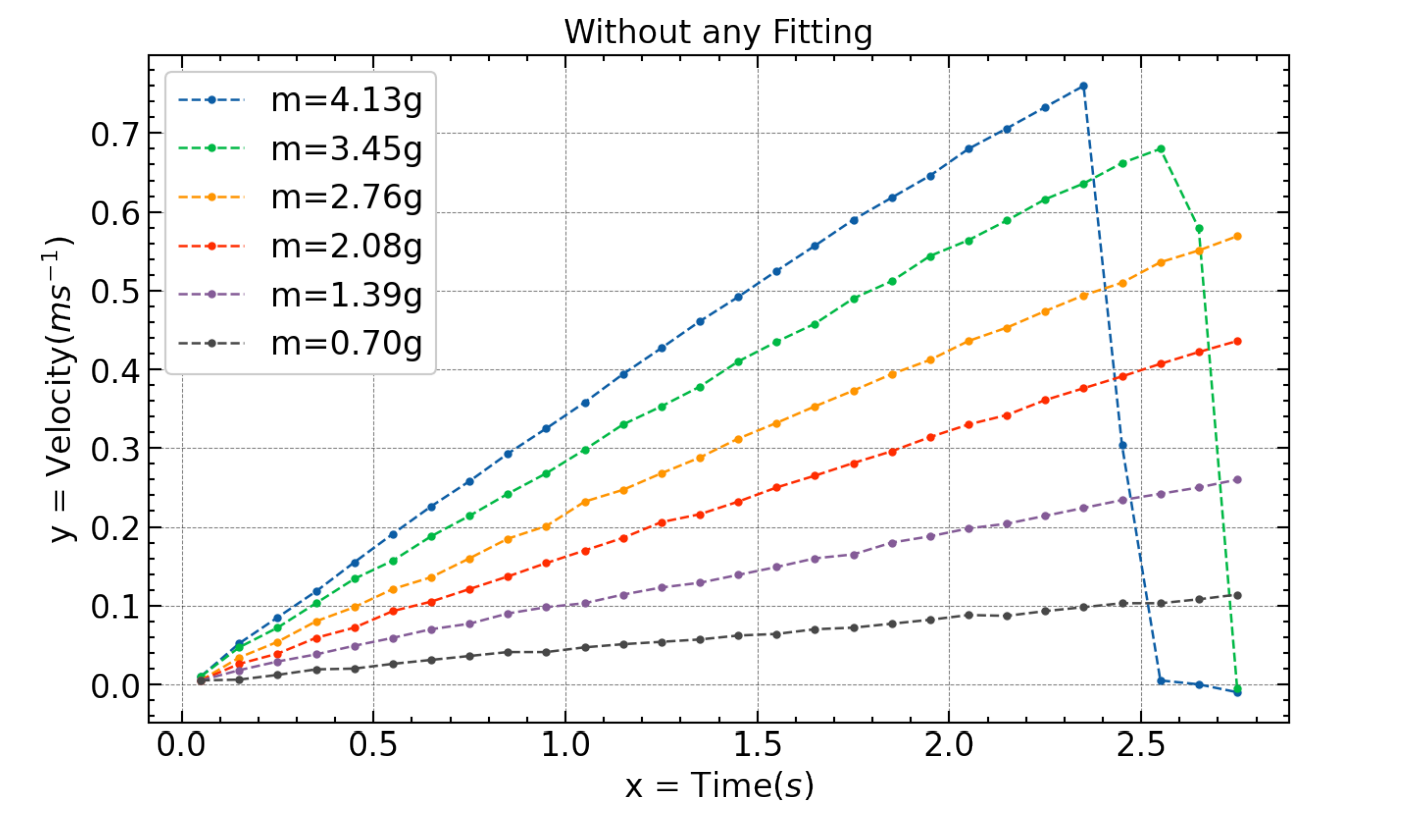 Without any Fitting
m=4.13g
m=3.45g
m=2.76g
m=2.08g
m=1.39g
m=0.70g
y = Velocity(ms⁻¹)
0.7
0.6
0.5
0.4
0.3
0.2
0.1
0.0
0.0 0.5 1.0 1.5 2.0 2.5
x = Time(s)